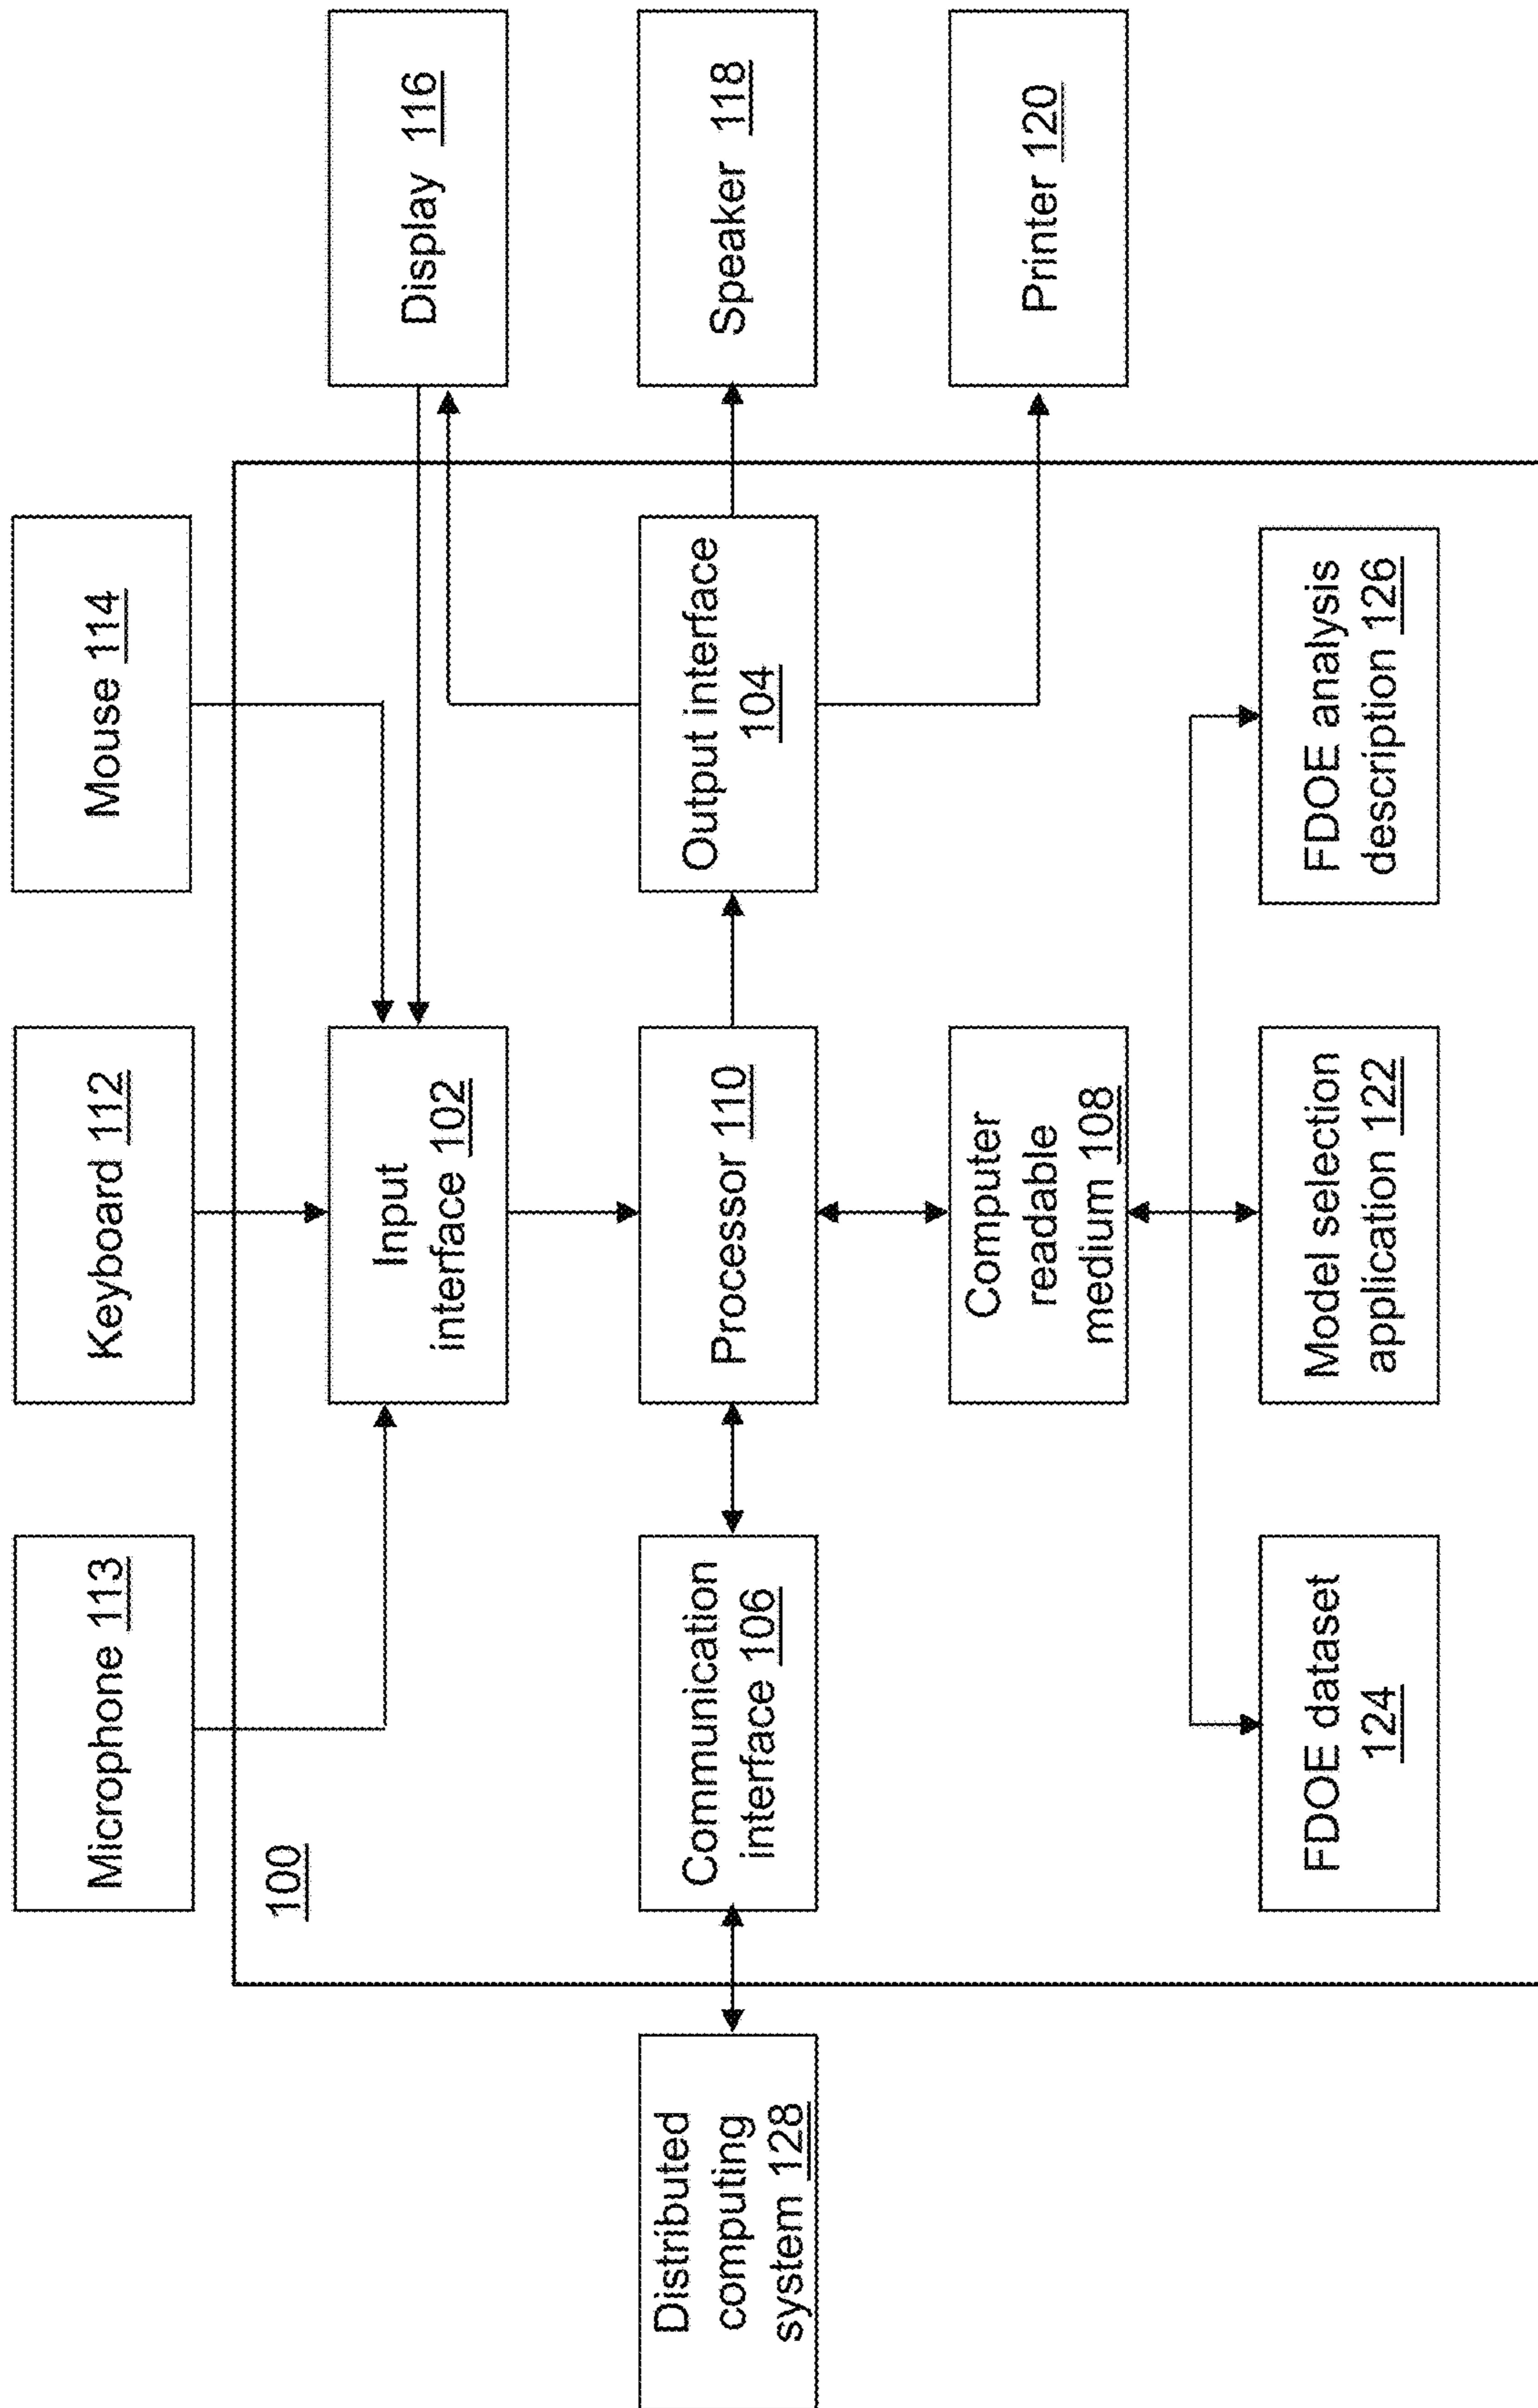 Microphone 113
Keyboard 112
Mouse 114
100
Input
interface 102
Display 116
Distributed
computing
system 128
Communication
interface 106
Processor 110
Output interface
104
Speaker 118
Computer
readable
medium 108
Printer 120
FDOE dataset
124
Model selection
application 122
FDOE analysis
description 126